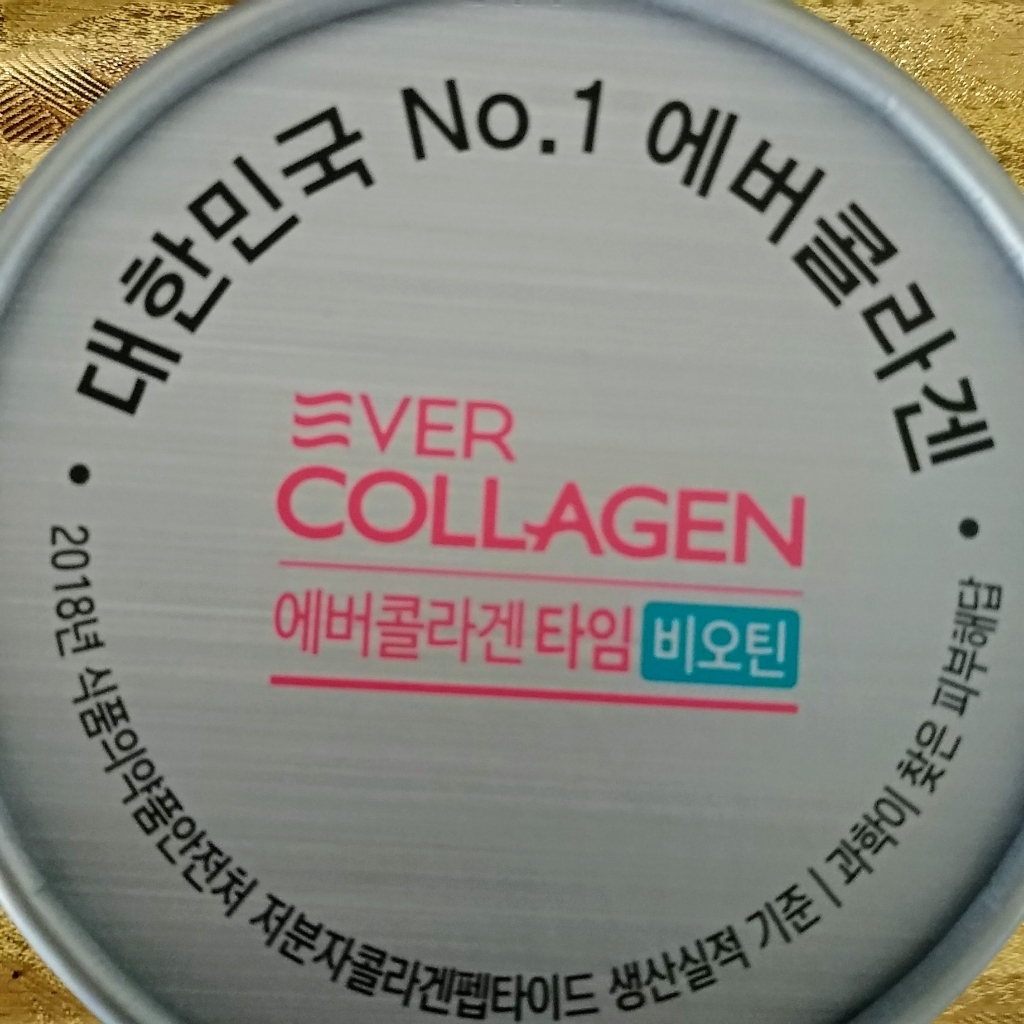 대한민국 No.1 에버콜라겐
EVER
COLLAGEN
에버콜라겐 타임 비오틴
2018년 식품의약품안전처 저분자콜라겐펩타이드 생산실적 기준 | 과학이 찾은 피부해답